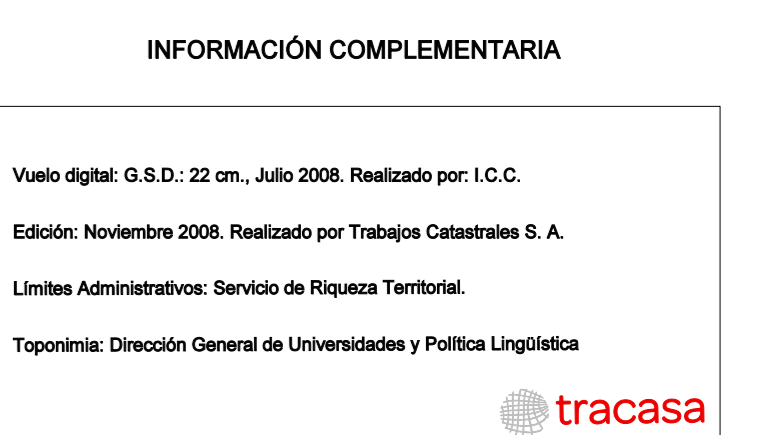 INFORMACIÓN COMPLEMENTARIA
Vuelo digital: G.S.D.: 22 cm., Julio 2008. Realizado por: I.C.C.
Edición: Noviembre 2008. Realizado por Trabajos Catastrales S. A.
Límites Administrativos: Servicio de Riqueza Territorial.
Toponimia: Dirección General de Universidades y Política Lingüística
tracasa